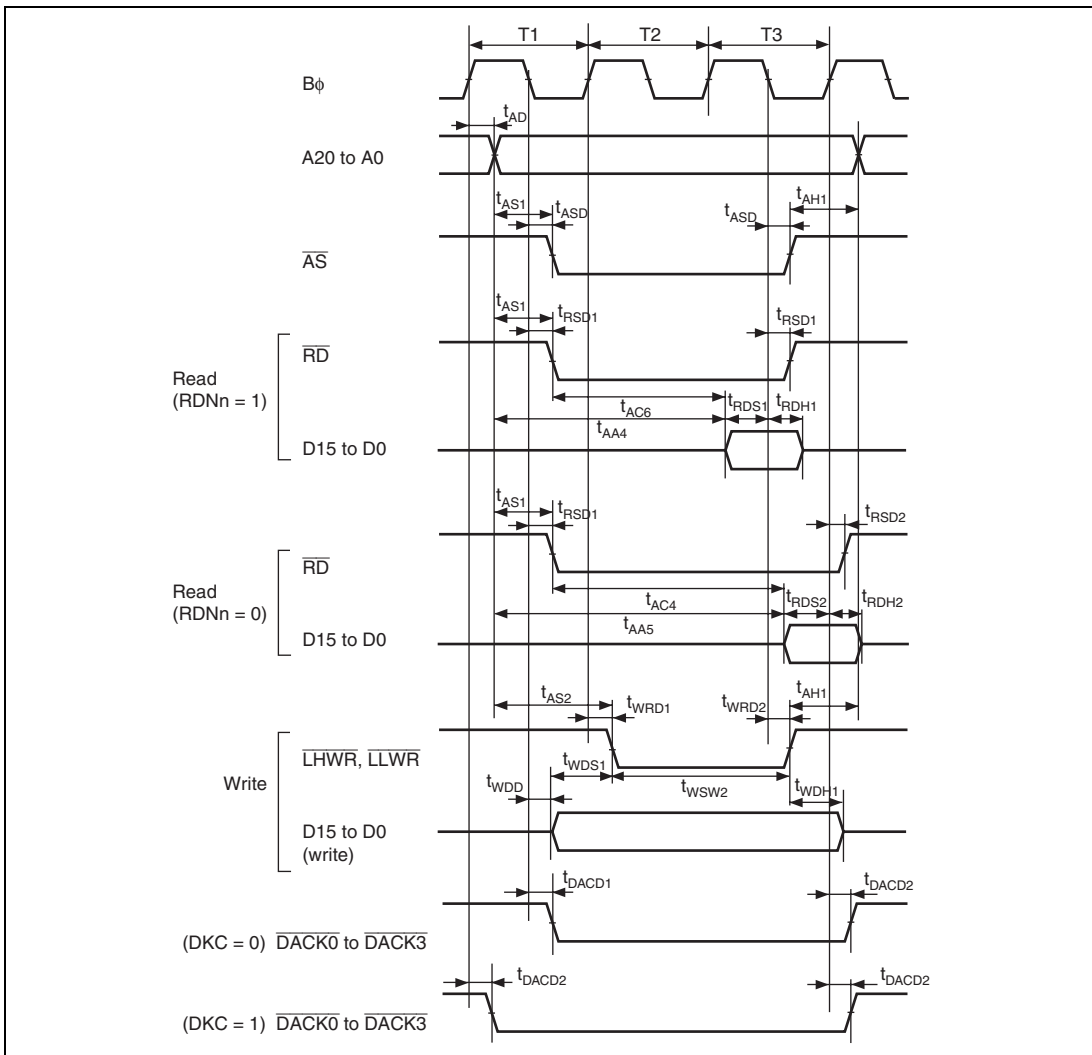 T1 T2 T3
Bϕ
tAD
A20 to A0
tAS1 tASD tASD tAH1
AS
tAS1 tRSD1 tRSD1
RD
Read
(RDNn = 1)
tAC6 tRDS1 tRDH1
tAA4
D15 to D0
tAS1 tRSD1 tRSD2
RD
Read
(RDNn = 0)
tAC4 tRDS2 tRDH2
tAA5
D15 to D0
tAS2 tWRD1 tWRD2 tAH1
LHWR, LLWR
Write
tWDD tWDS1 tWSW2 tWDH1
D15 to D0
(write)
tDACD1 tDACD2
(DKC = 0) DACK0 to DACK3
tDACD2 tDACD2
(DKC = 1) DACK0 to DACK3